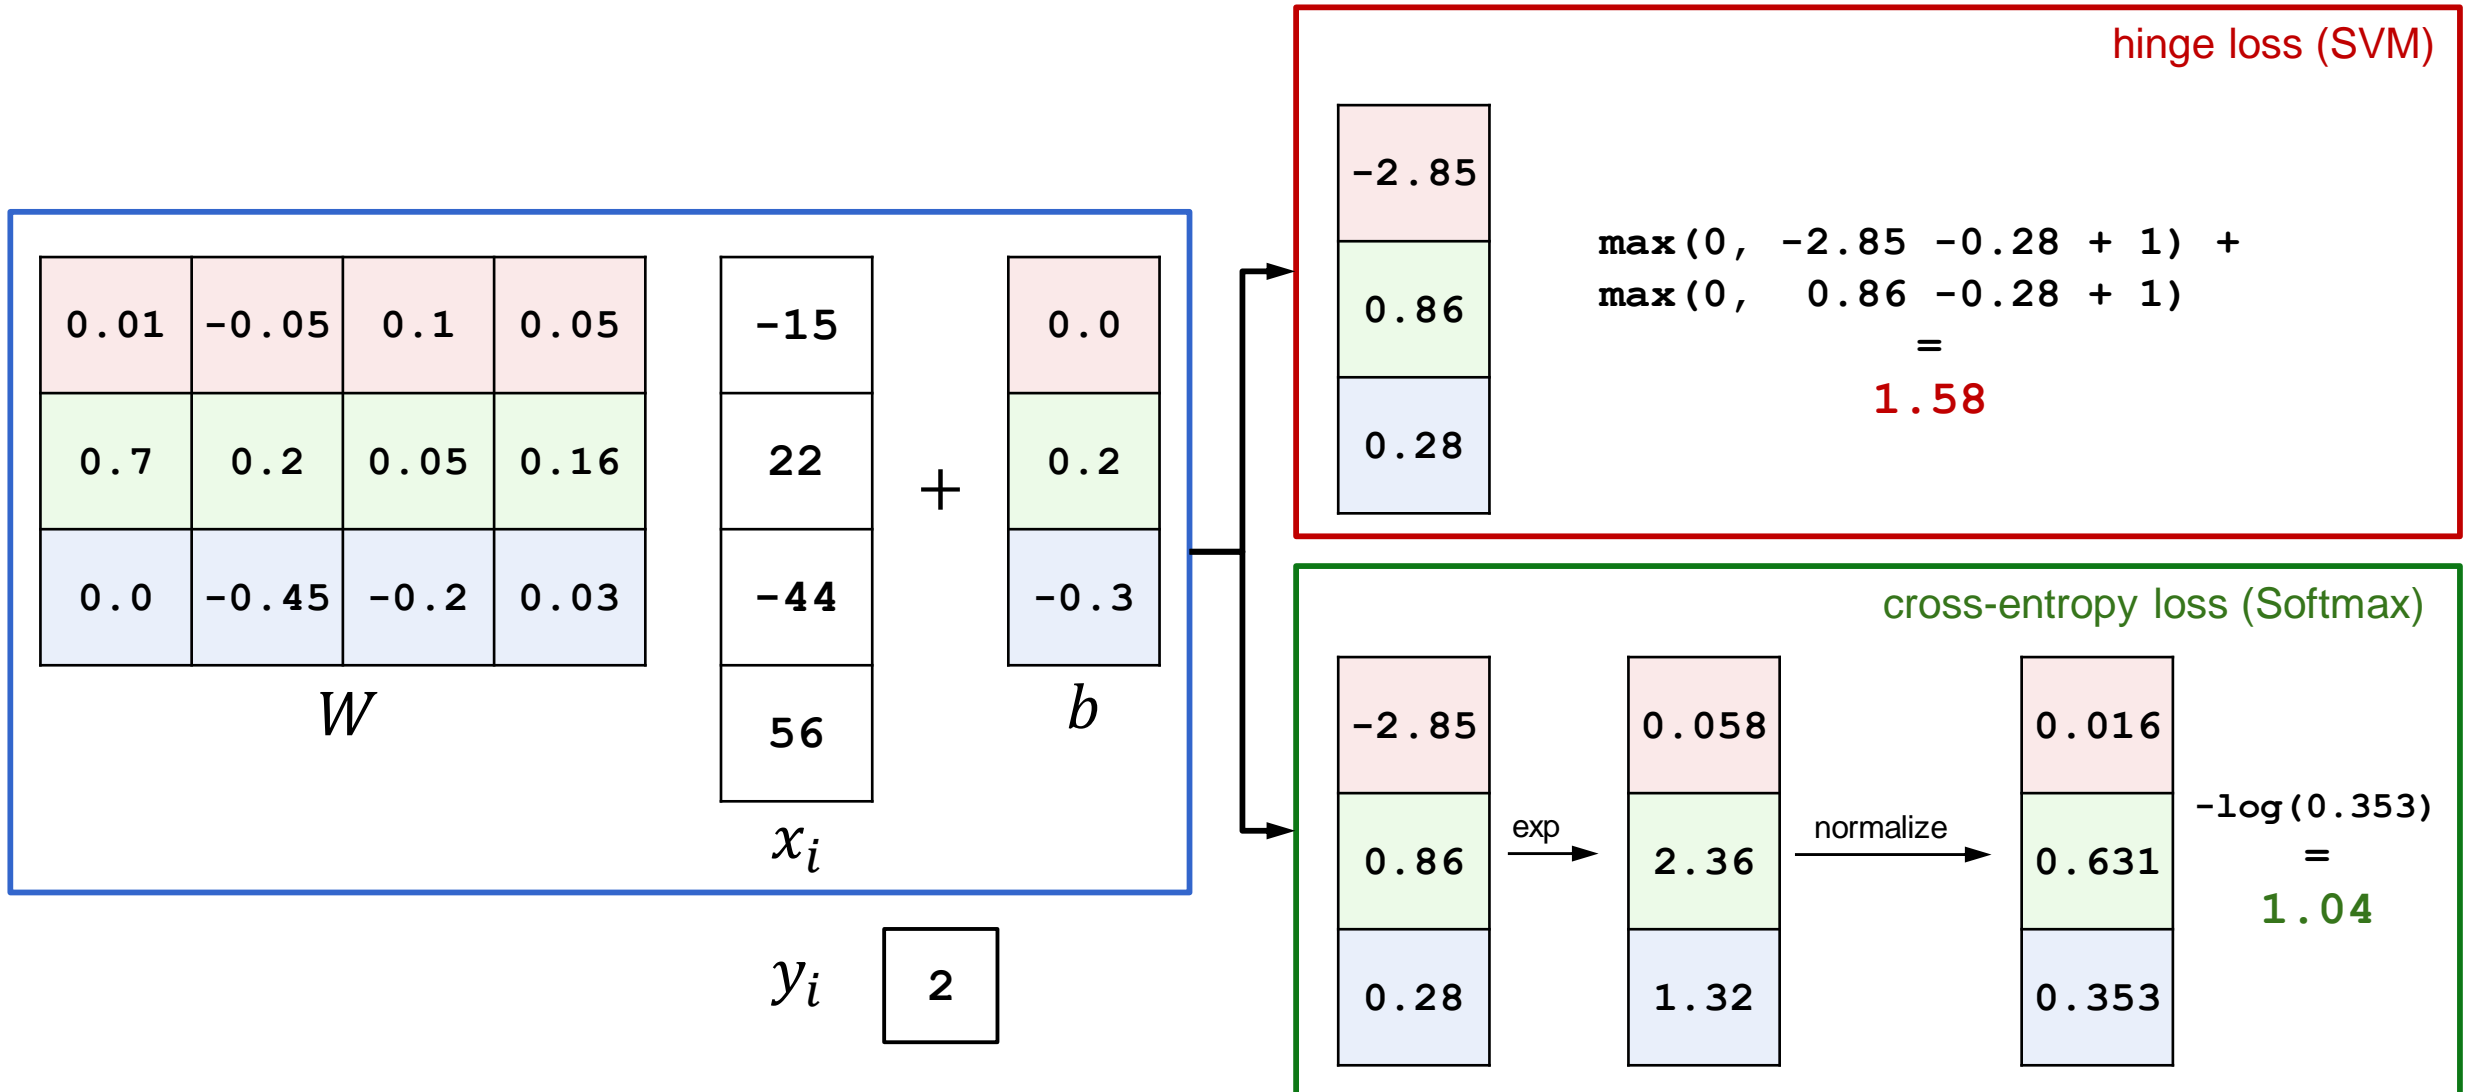 hinge loss (SVM)
-2.85
0.86
0.28
max(0, -2.85 -0.28 + 1) +
max(0, 0.86 -0.28 + 1)
=
1.58
0.01 -0.05 0.1 0.05
0.7 0.2 0.05 0.16
0.0 -0.45 -0.2 0.03
W
-15
22
-44
56
x_i
+
0.0
0.2
-0.3
b
y_i 2
cross-entropy loss (Softmax)
-2.85
0.86
0.28
exp
0.058
2.36
1.32
normalize
0.016
0.631
0.353
-log(0.353)
=
1.04